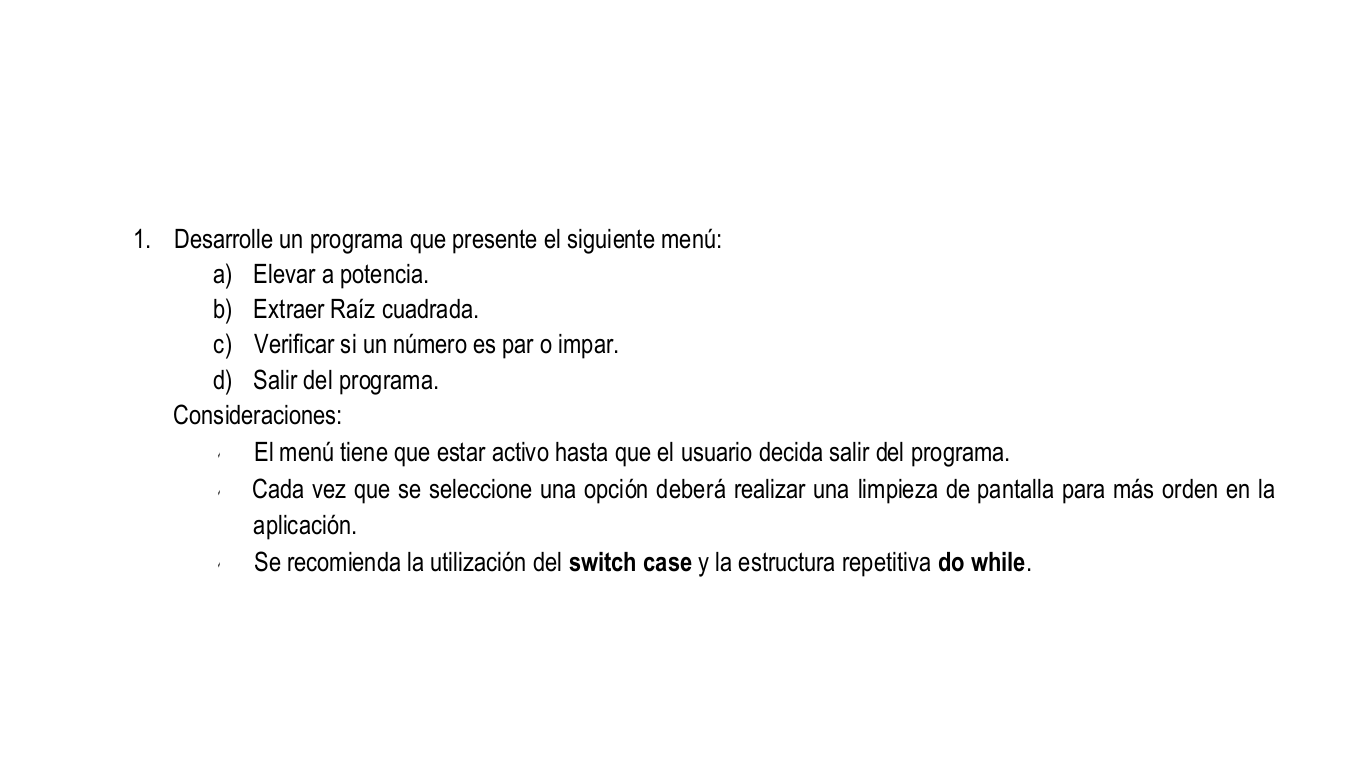 1. Desarrolle un programa que presente el siguiente menú:
a) Elevar a potencia.
b) Extraer Raíz cuadrada.
c) Verificar si un número es par o impar.
d) Salir del programa.
Consideraciones:
El menú tiene que estar activo hasta que el usuario decida salir del programa.
Cada vez que se seleccione una opción deberá realizar una limpieza de pantalla para más orden en la
aplicación.
Se recomienda la utilización del switch case y la estructura repetitiva do while.